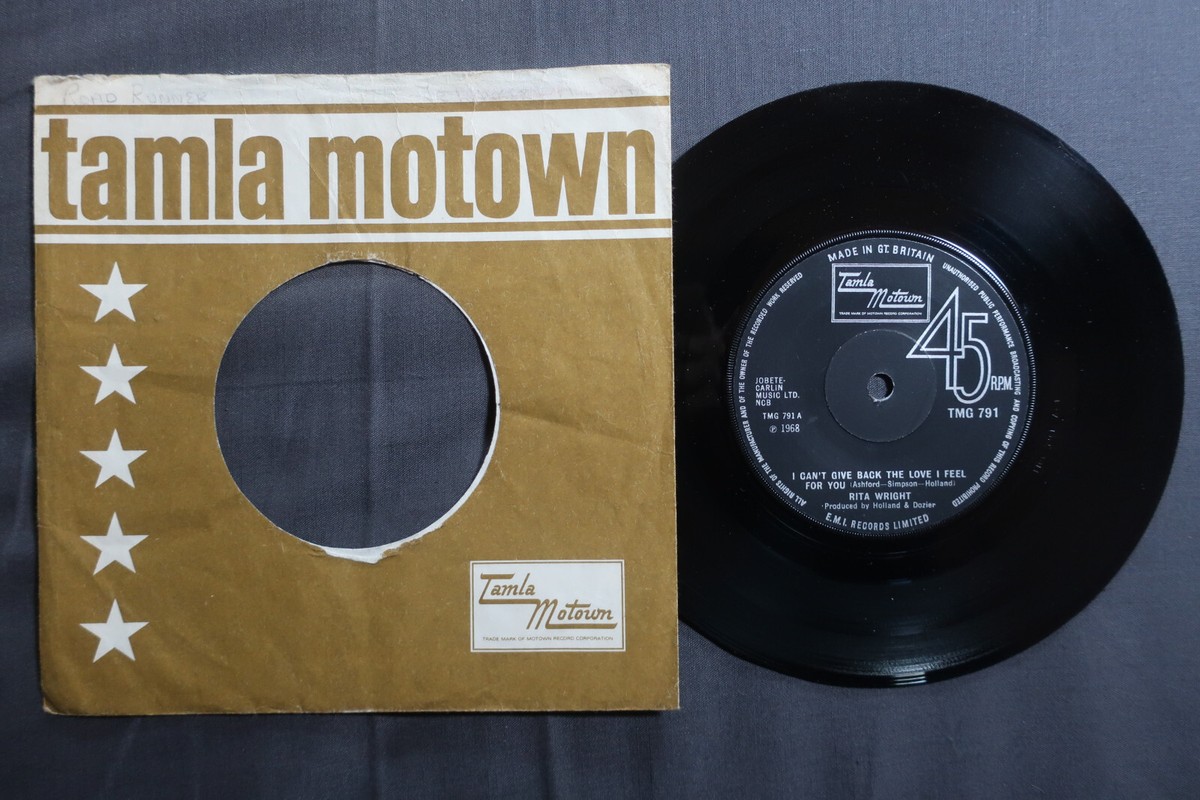 ROAD RUNNER
tamla motown
Tamla
Motown
TRADE MARK OF MOTOWN RECORD CORPORATION
MADE IN GT. BRITAIN
UNAUTHORISED PUBLIC PERFORMANCE BROADCASTING AND COPYING OF THIS RECORD PROHIBITED
ALL RIGHTS OF THE MANUFACTURER AND OF THE OWNER OF THE RECORDED WORK RESERVED
Tamla
Motown
TRADE MARK OF MOTOWN RECORD CORPORATION
45 R.P.M.
JOBETE-
CARLIN
MUSIC LTD.
NCB
TMG 791 A
℗ 1968
TMG 791
I CAN'T GIVE BACK THE LOVE I FEEL
FOR YOU (Ashford—Simpson—Holland)
RITA WRIGHT
Produced by Holland & Dozier
E.M.I. RECORDS LIMITED